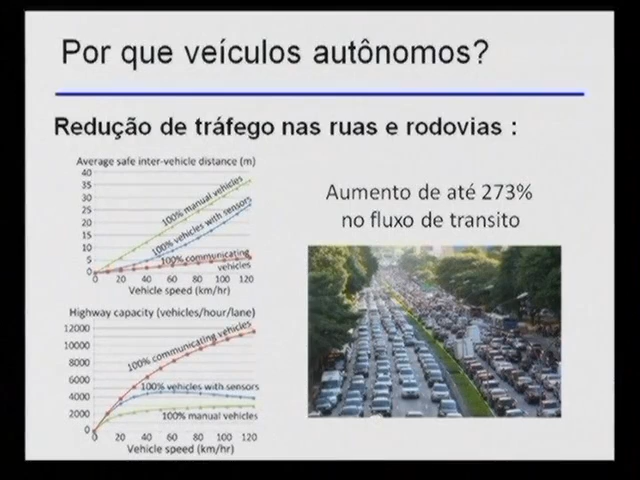 Por que veículos autônomos?
Redução de tráfego nas ruas e rodovias :
Average safe inter-vehicle distance (m)
40
35
30
25
20
15
10
5
0
100% manual vehicles
100% vehicles with sensors
100% communicating
vehicles
0 20 40 60 80 100 120
Vehicle speed (km/hr)
Highway capacity (vehicles/hour/lane)
12000
10000
8000
6000
4000
2000
0
100% communicating vehicles
100% vehicles with sensors
100% manual vehicles
0 20 40 60 80 100 120
Vehicle speed (km/hr)
Aumento de até 273%
no fluxo de transito